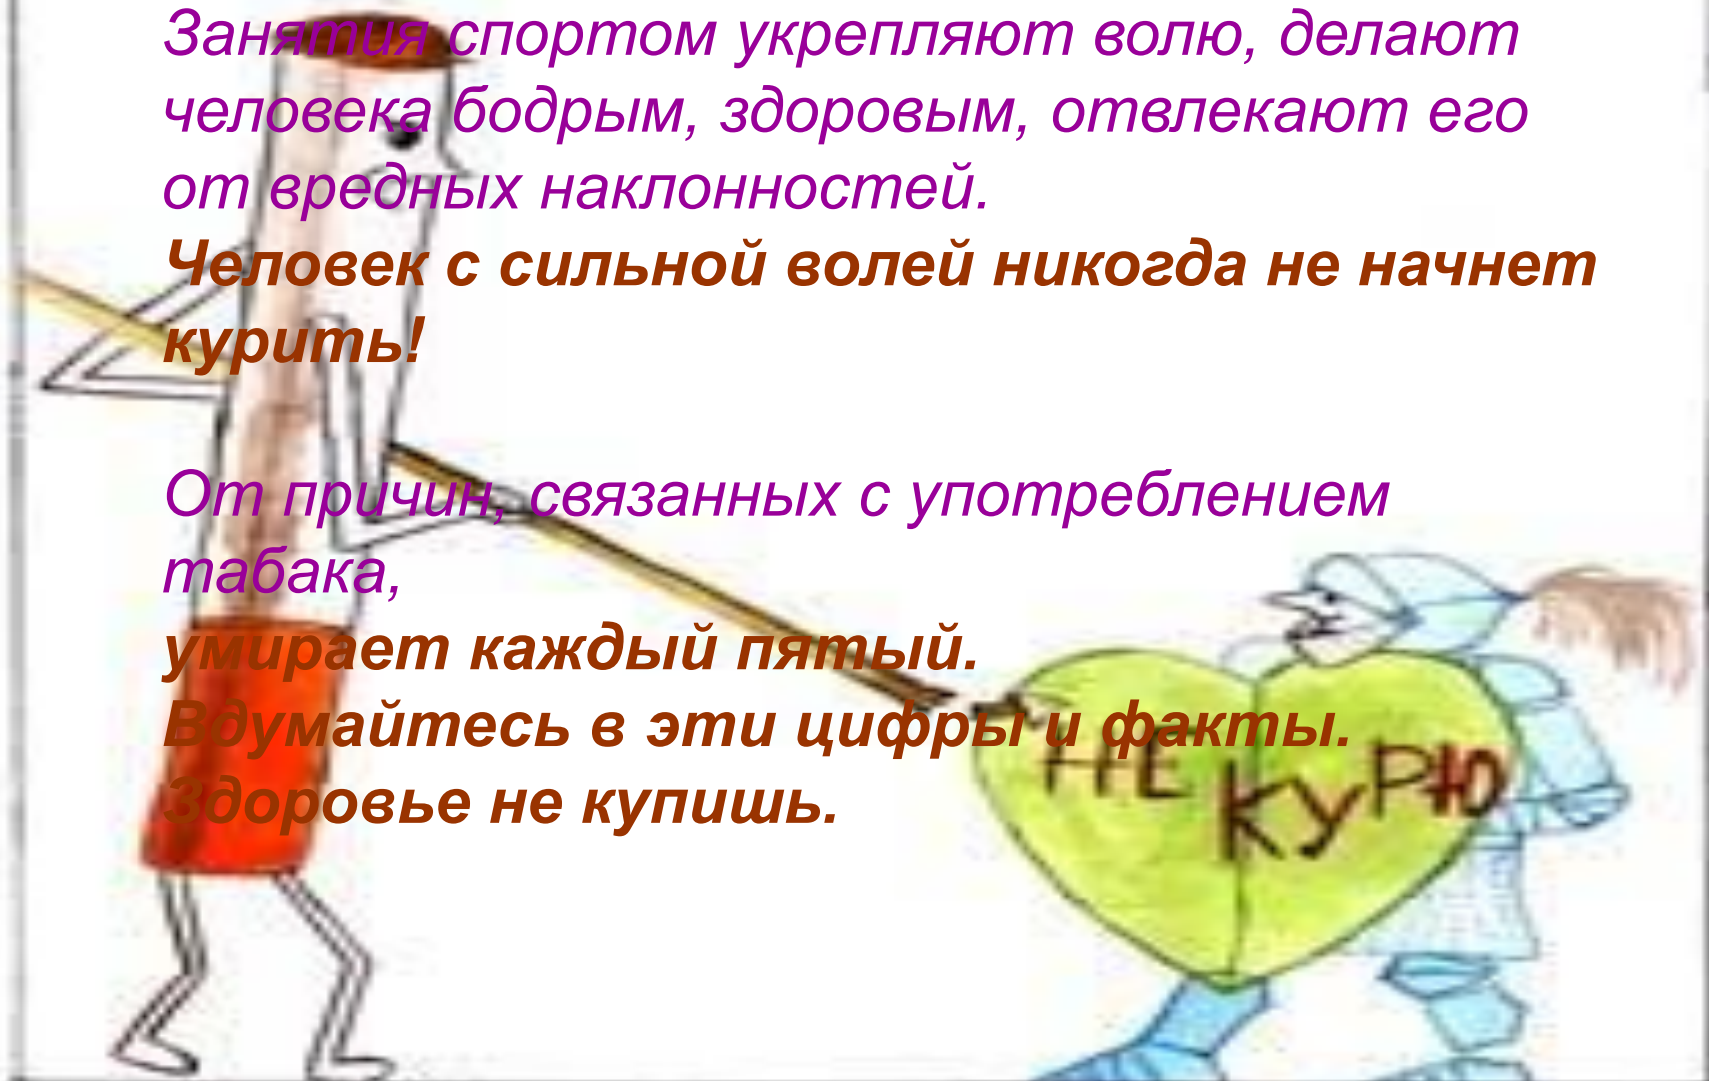 Занятия спортом укрепляют волю, делают
человека бодрым, здоровым, отвлекают его
от вредных наклонностей.
Человек с сильной волей никогда не начнет
курить!
От причин, связанных с употреблением
табака,
умирает каждый пятый.
Вдумайтесь в эти цифры и факты.
Здоровье не купишь.
НЕ КУРЮ